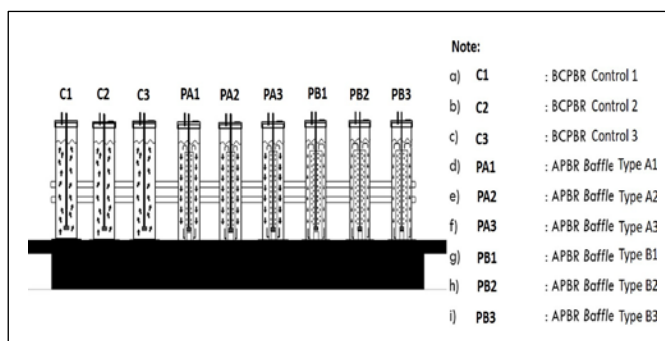 C1 C2 C3 PA1 PA2 PA3 PB1 PB2 PB3
Note:
a) C1 : BCPBR Control 1
b) C2 : BCPBR Control 2
c) C3 : BCPBR Control 3
d) PA1 : APBR Baffle Type A1
e) PA2 : APBR Baffle Type A2
f) PA3 : APBR Baffle Type A3
g) PB1 : APBR Baffle Type B1
h) PB2 : APBR Baffle Type B2
i) PB3 : APBR Baffle Type B3